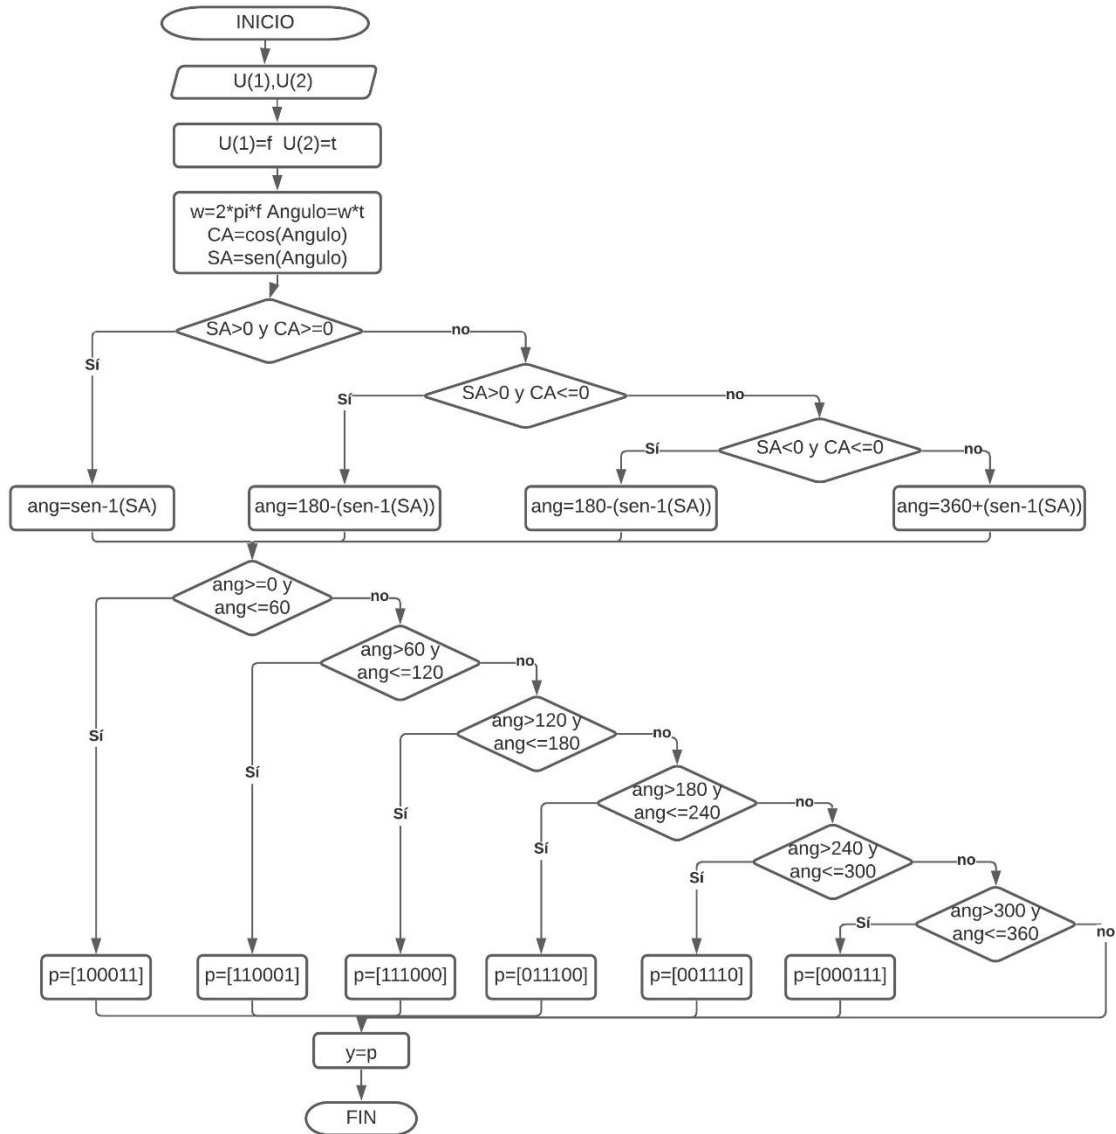 INICIO
U(1),U(2)
U(1)=f U(2)=t
w=2*pi*f Angulo=w*t
CA=cos(Angulo)
SA=sen(Angulo)
SA>0 y CA>=0
no
Sí
SA>0 y CA<=0
no
Sí
SA<0 y CA<=0
Sí
no
ang=sen-1(SA)
ang=180-(sen-1(SA))
ang=180-(sen-1(SA))
ang=360+(sen-1(SA))
ang>=0 y
ang<=60
no
Sí
ang>60 y
ang<=120
no
Sí
ang>120 y
ang<=180
no
Sí
ang>180 y
ang<=240
no
Sí
ang>240 y
ang<=300
no
Sí
ang>300 y
ang<=360
Sí
no
p=[100011]
p=[110001]
p=[111000]
p=[011100]
p=[001110]
p=[000111]
y=p
FIN